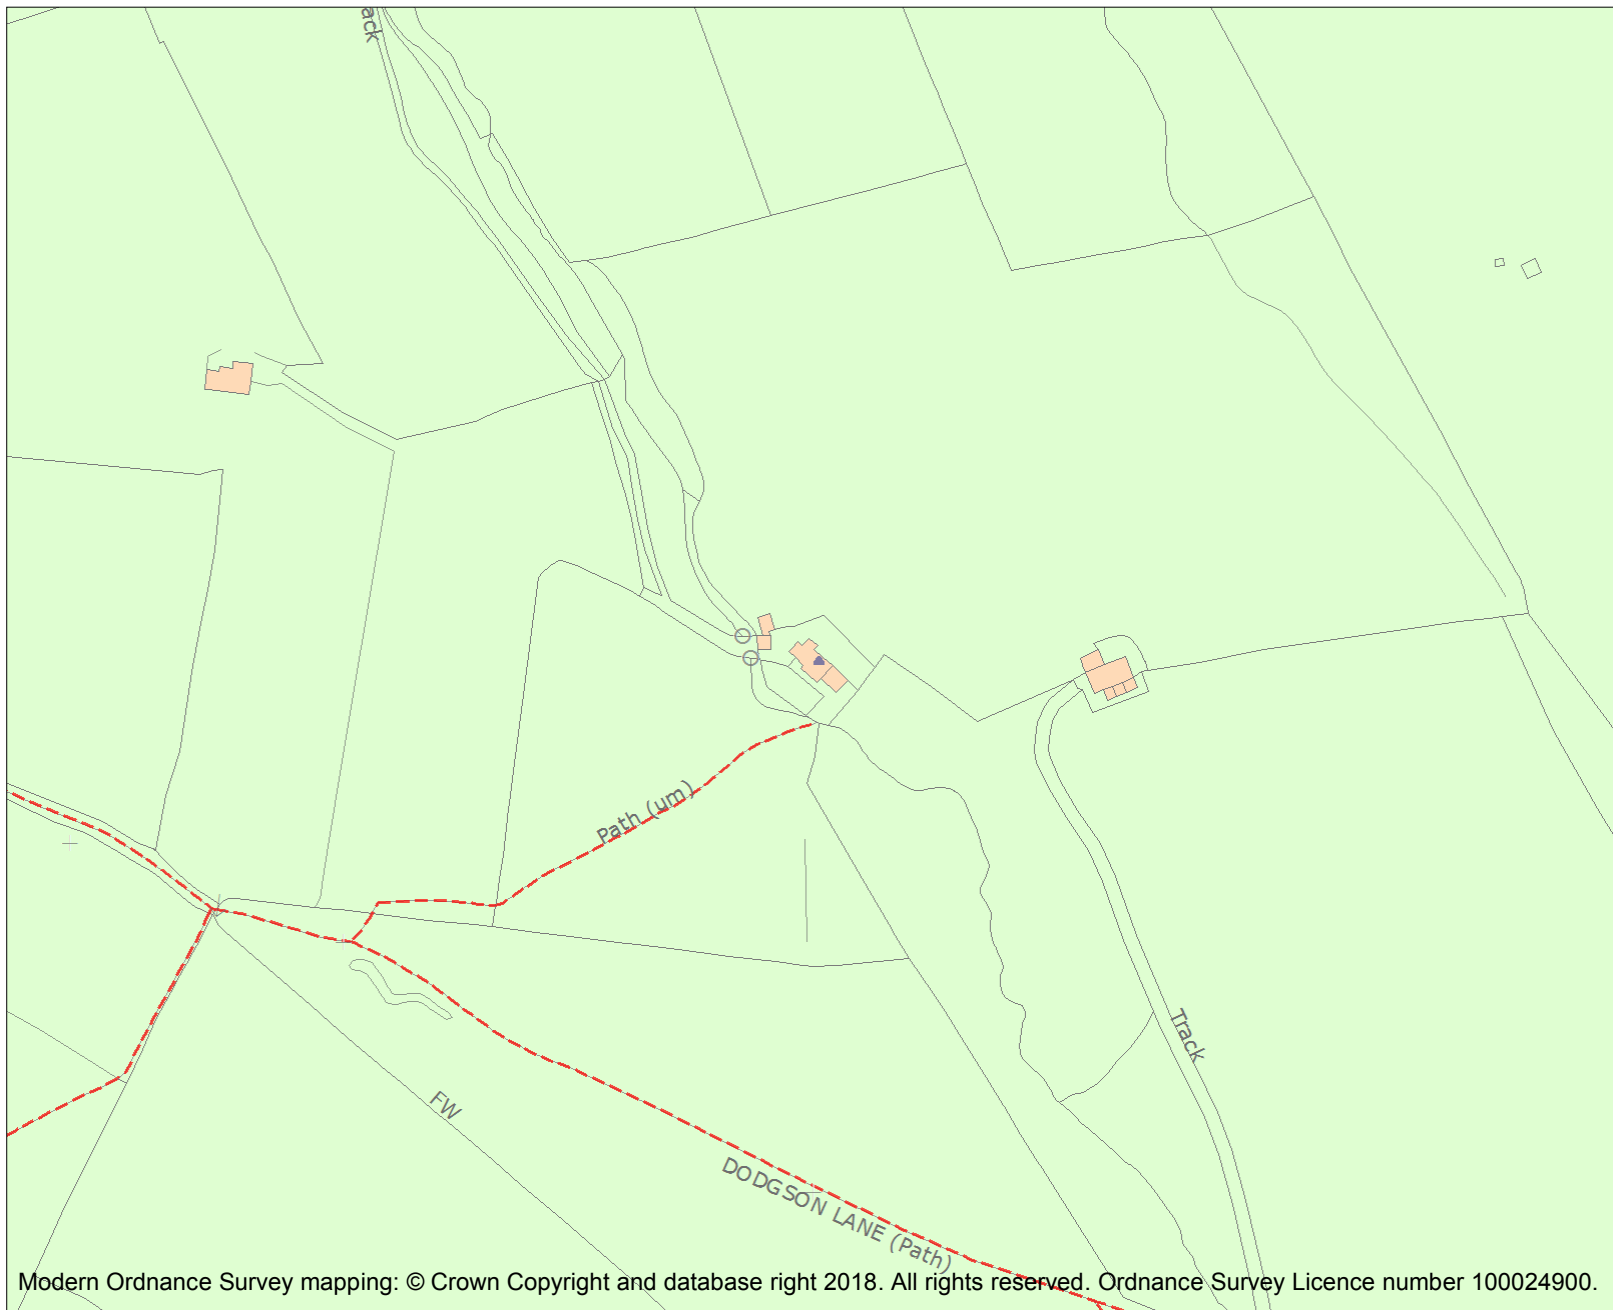 ack
Path (um)
Track
FW
DODGSON LANE (Path)
Modern Ordnance Survey mapping: © Crown Copyright and database right 2018. All rights reserved. Ordnance Survey Licence number 100024900.